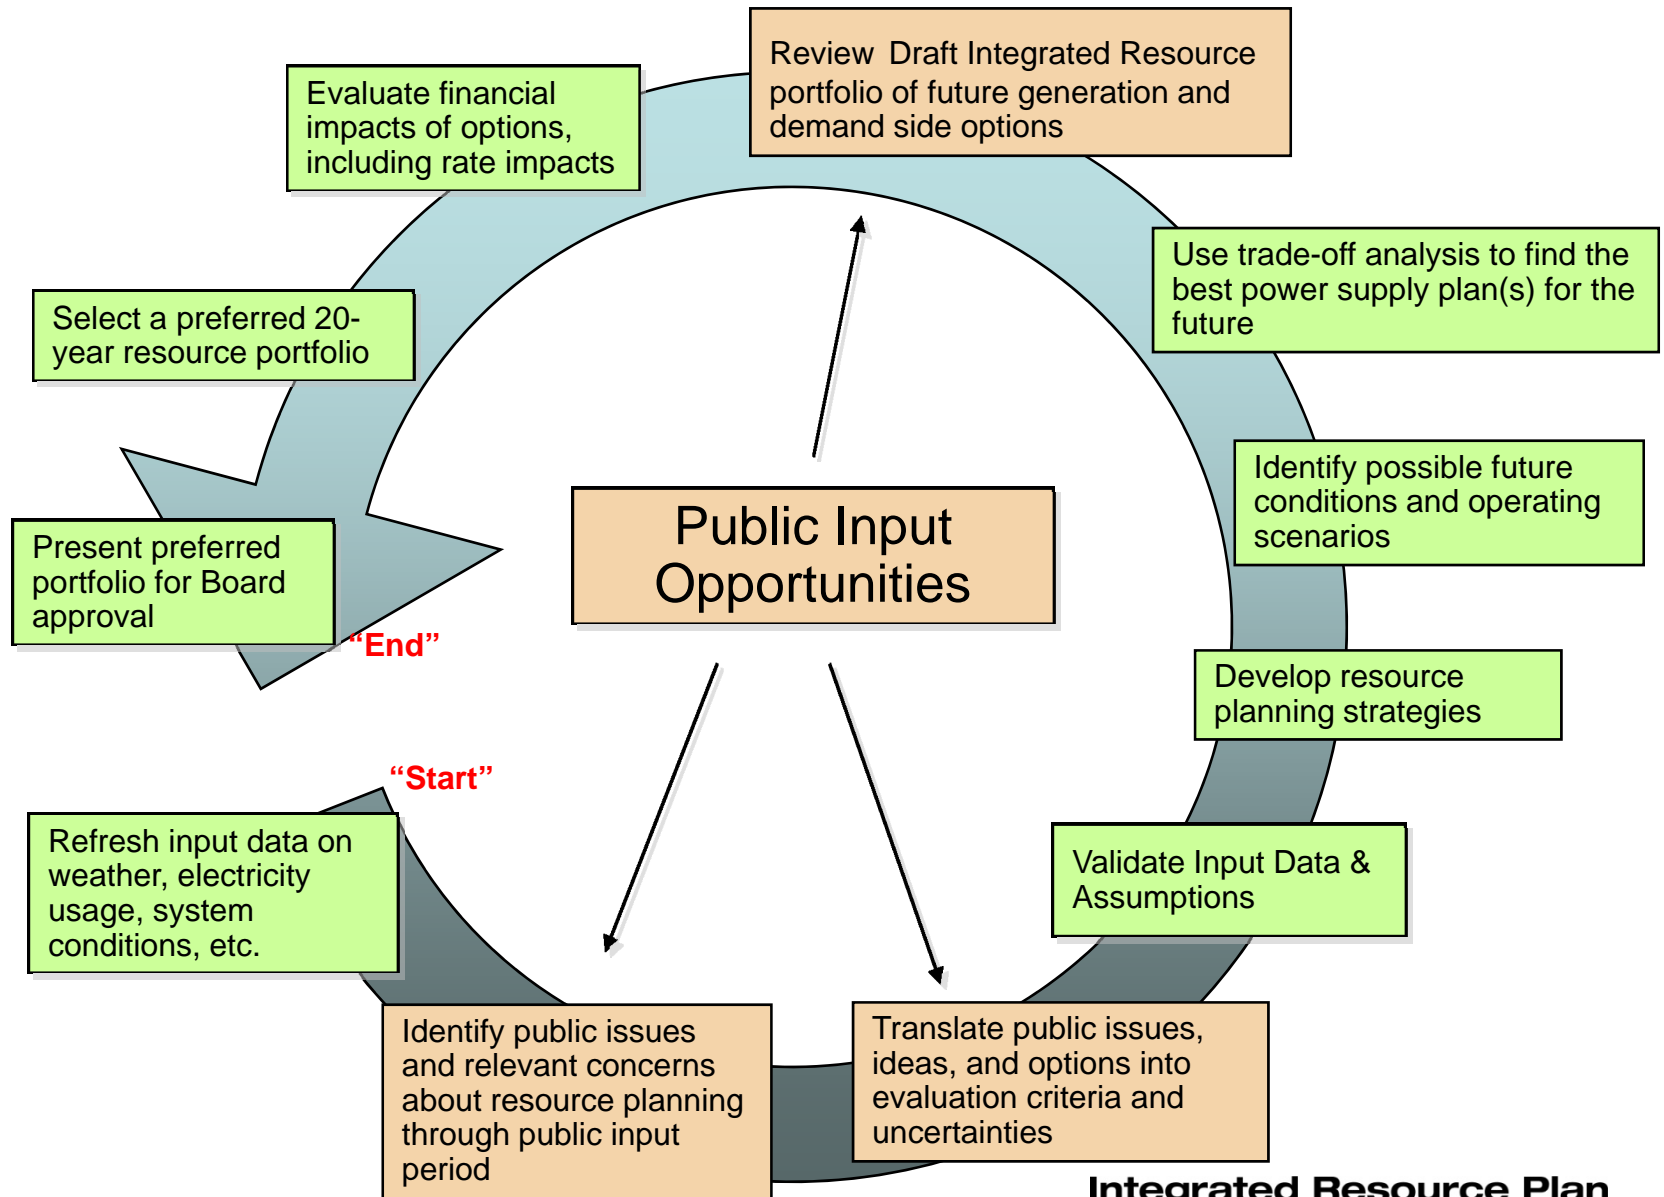 Review Draft Integrated Resource
portfolio of future generation and
demand side options
Evaluate financial
impacts of options,
including rate impacts
Use trade-off analysis to find the
best power supply plan(s) for the
future
Select a preferred 20-
year resource portfolio
Identify possible future
conditions and operating
scenarios
Public Input
Opportunities
Present preferred
portfolio for Board
approval
“End”
Develop resource
planning strategies
“Start”
Refresh input data on
weather, electricity
usage, system
conditions, etc.
Validate Input Data &
Assumptions
Identify public issues
and relevant concerns
about resource planning
through public input
period
Translate public issues,
ideas, and options into
evaluation criteria and
uncertainties
Integrated Resource Plan